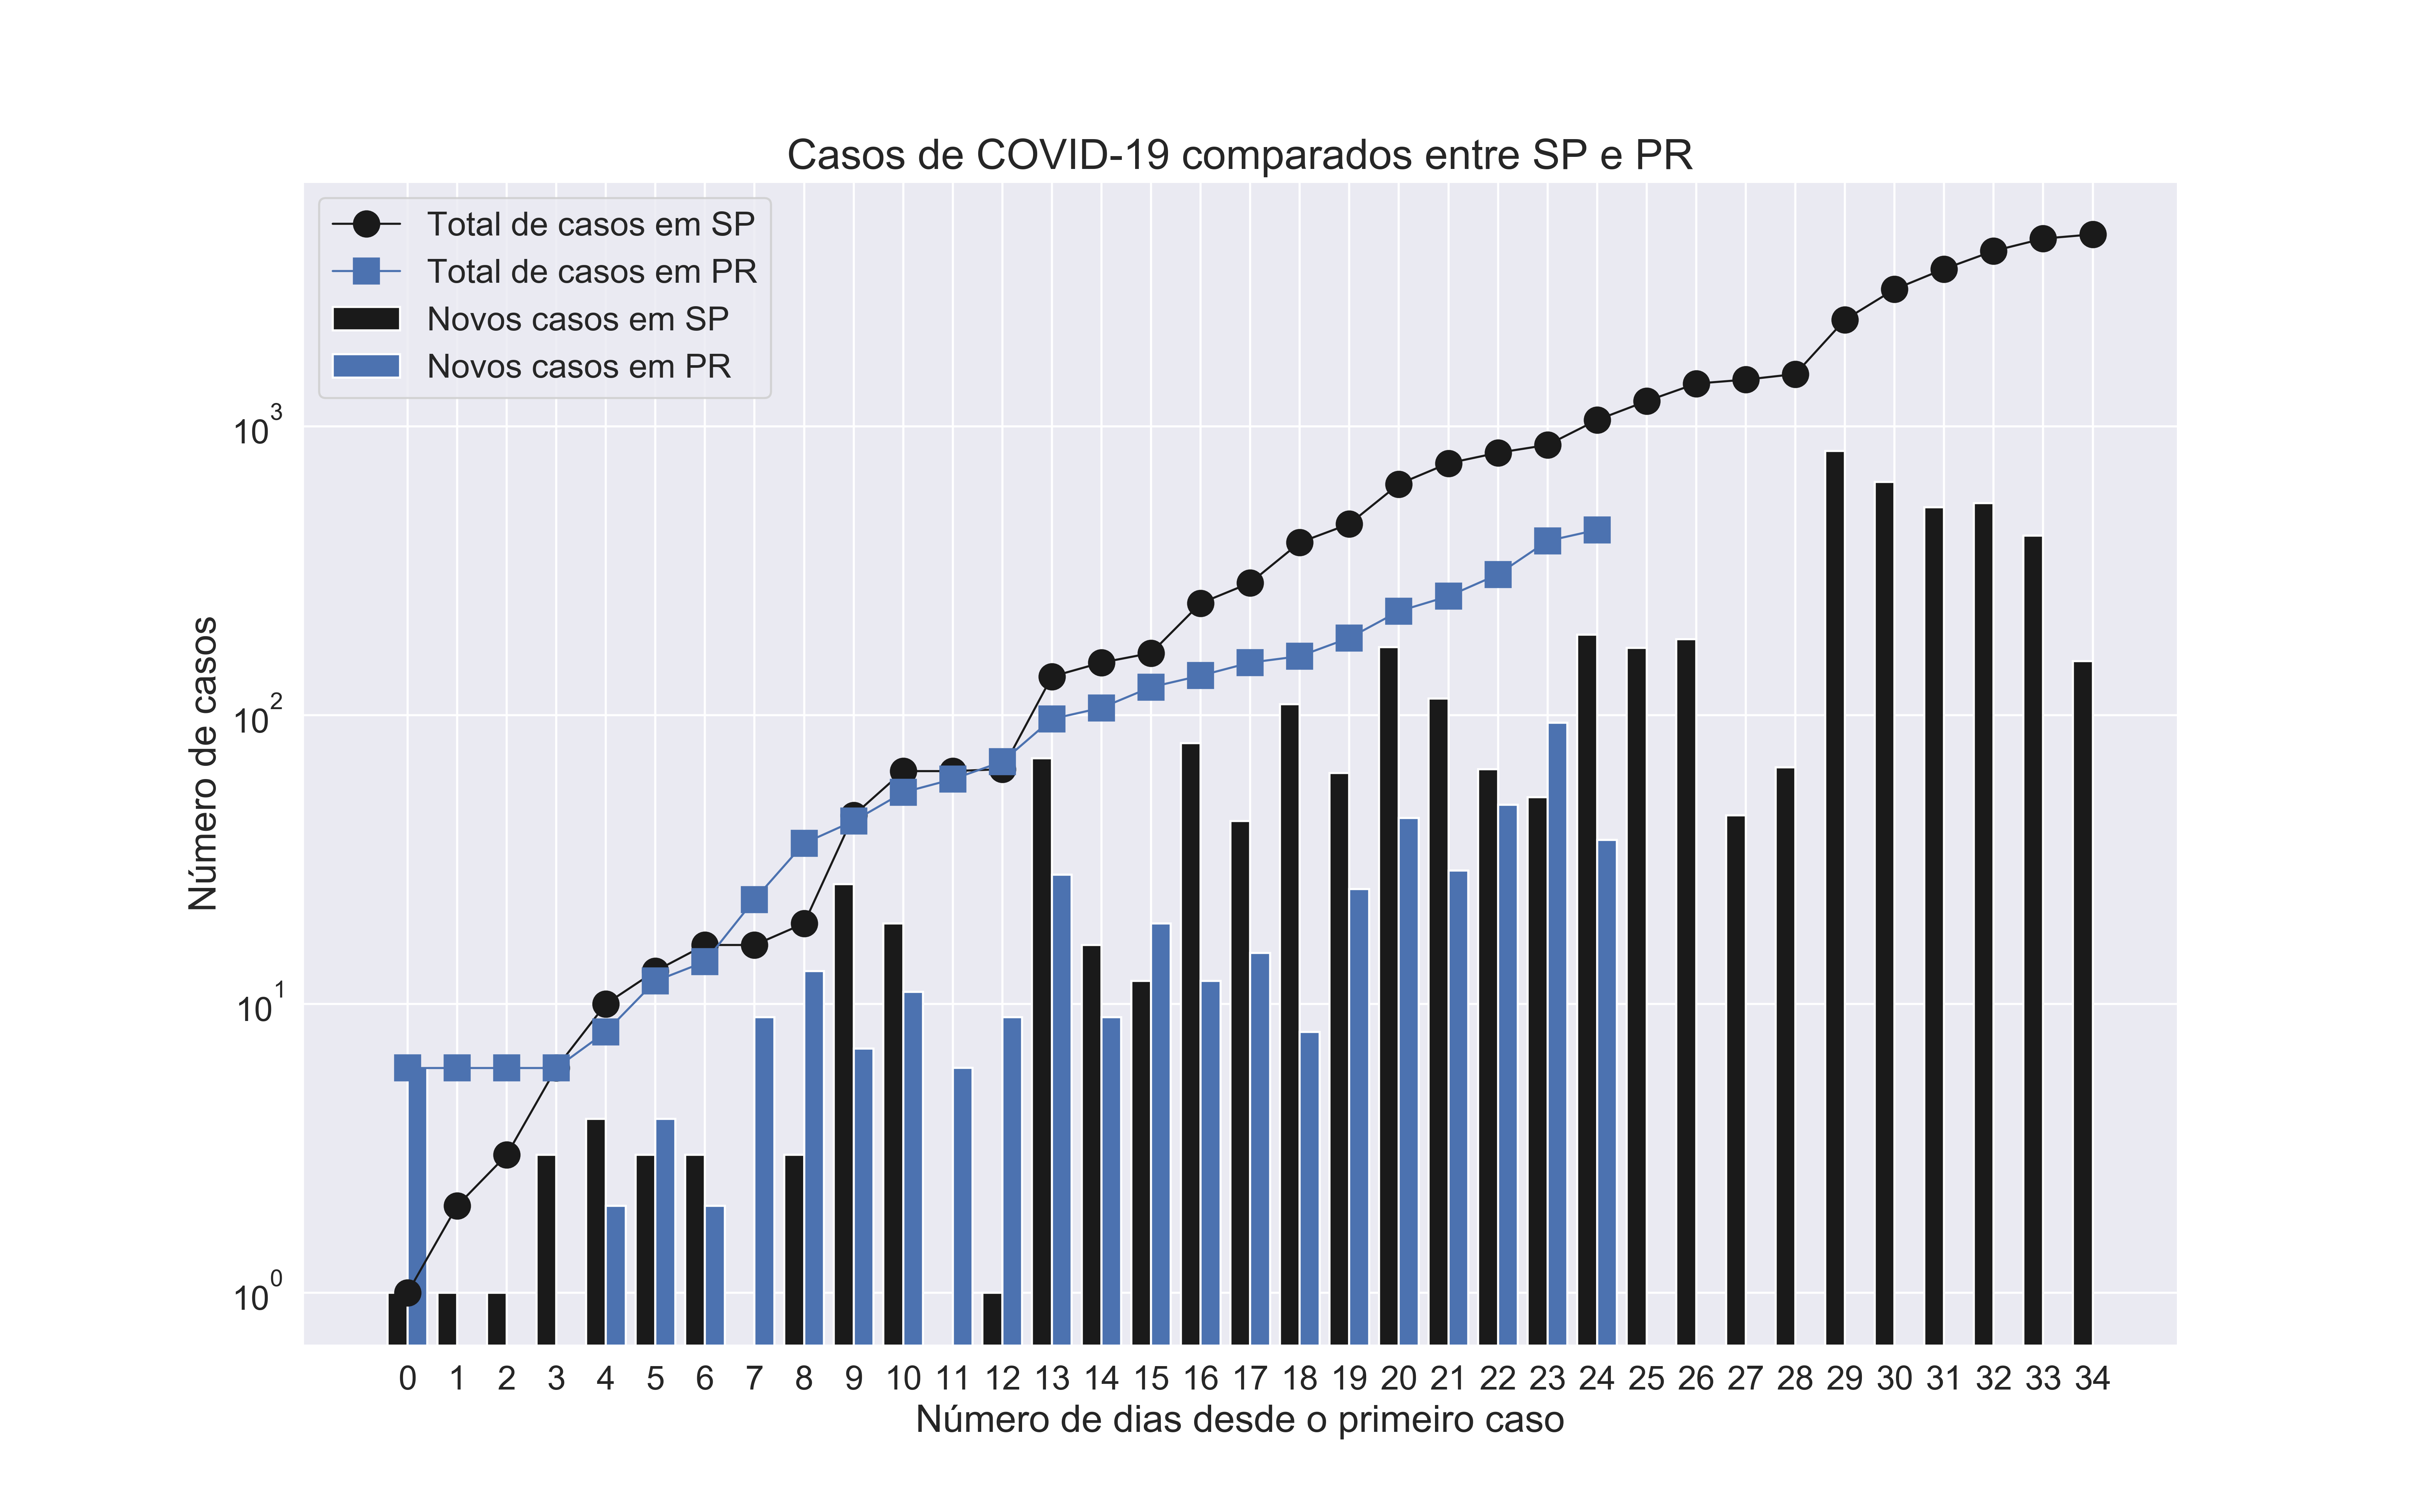 Casos de COVID-19 comparados entre SP e PR
Total de casos em SP
Total de casos em PR
Novos casos em SP
Novos casos em PR
Número de casos
10³
10²
10¹
10⁰
0 1 2 3 4 5 6 7 8 9 10 11 12 13 14 15 16 17 18 19 20 21 22 23 24 25 26 27 28 29 30 31 32 33 34
Número de dias desde o primeiro caso